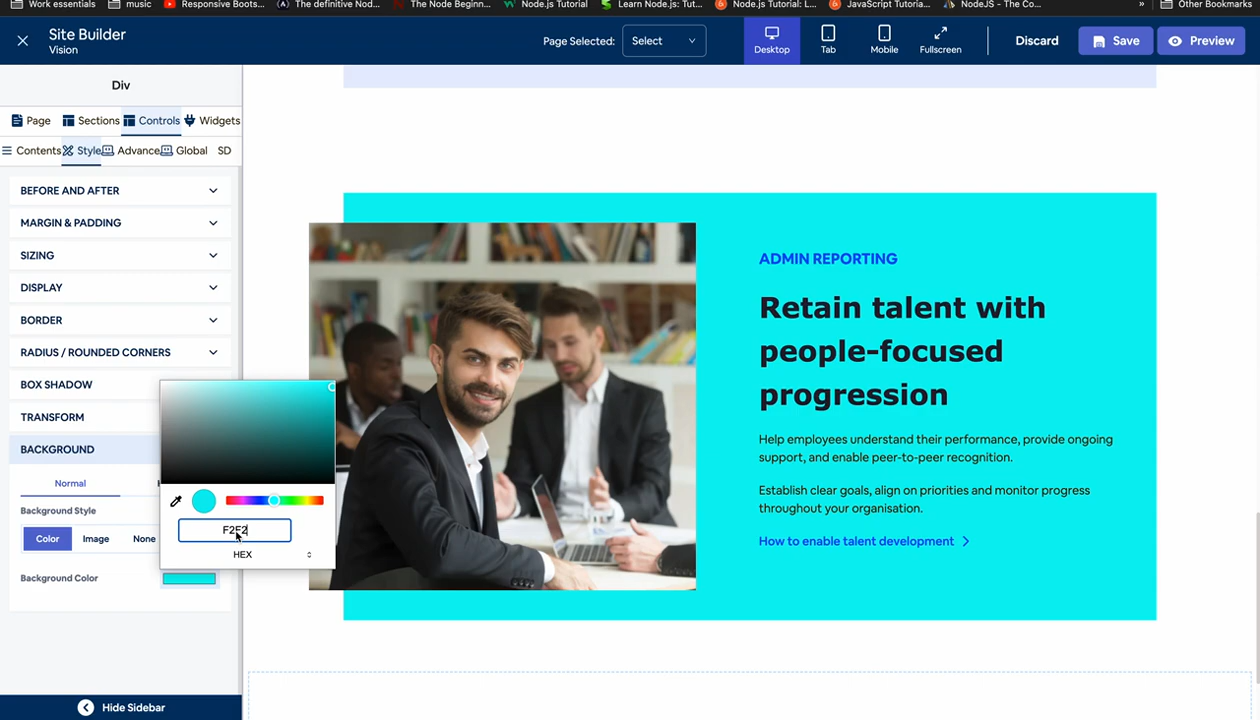 Work essentials
music
Responsive Boots...
The definitive Nod...
The Node Beginn...
Node.js Tutorial
Learn Node.js: Tut...
Node.js Tutorial: L...
JavaScript Tutoria...
NodeJS - The Co...
»
Other Bookmarks
Site Builder
Vision
Page Selected:
Select
Desktop
Tab
Mobile
Fullscreen
Discard
Save
Preview
Div
Page
Sections
Controls
Widgets
Contents
Style
Advance
Global
SD
BEFORE AND AFTER
MARGIN & PADDING
SIZING
DISPLAY
BORDER
RADIUS / ROUNDED CORNERS
BOX SHADOW
TRANSFORM
BACKGROUND
Normal
Background Style
Color
Image
None
Background Color
F2F2
HEX
Hide Sidebar
ADMIN REPORTING
Retain talent with
people-focused
progression
Help employees understand their performance, provide ongoing
support, and enable peer-to-peer recognition.
Establish clear goals, align on priorities and monitor progress
throughout your organisation.
How to enable talent development